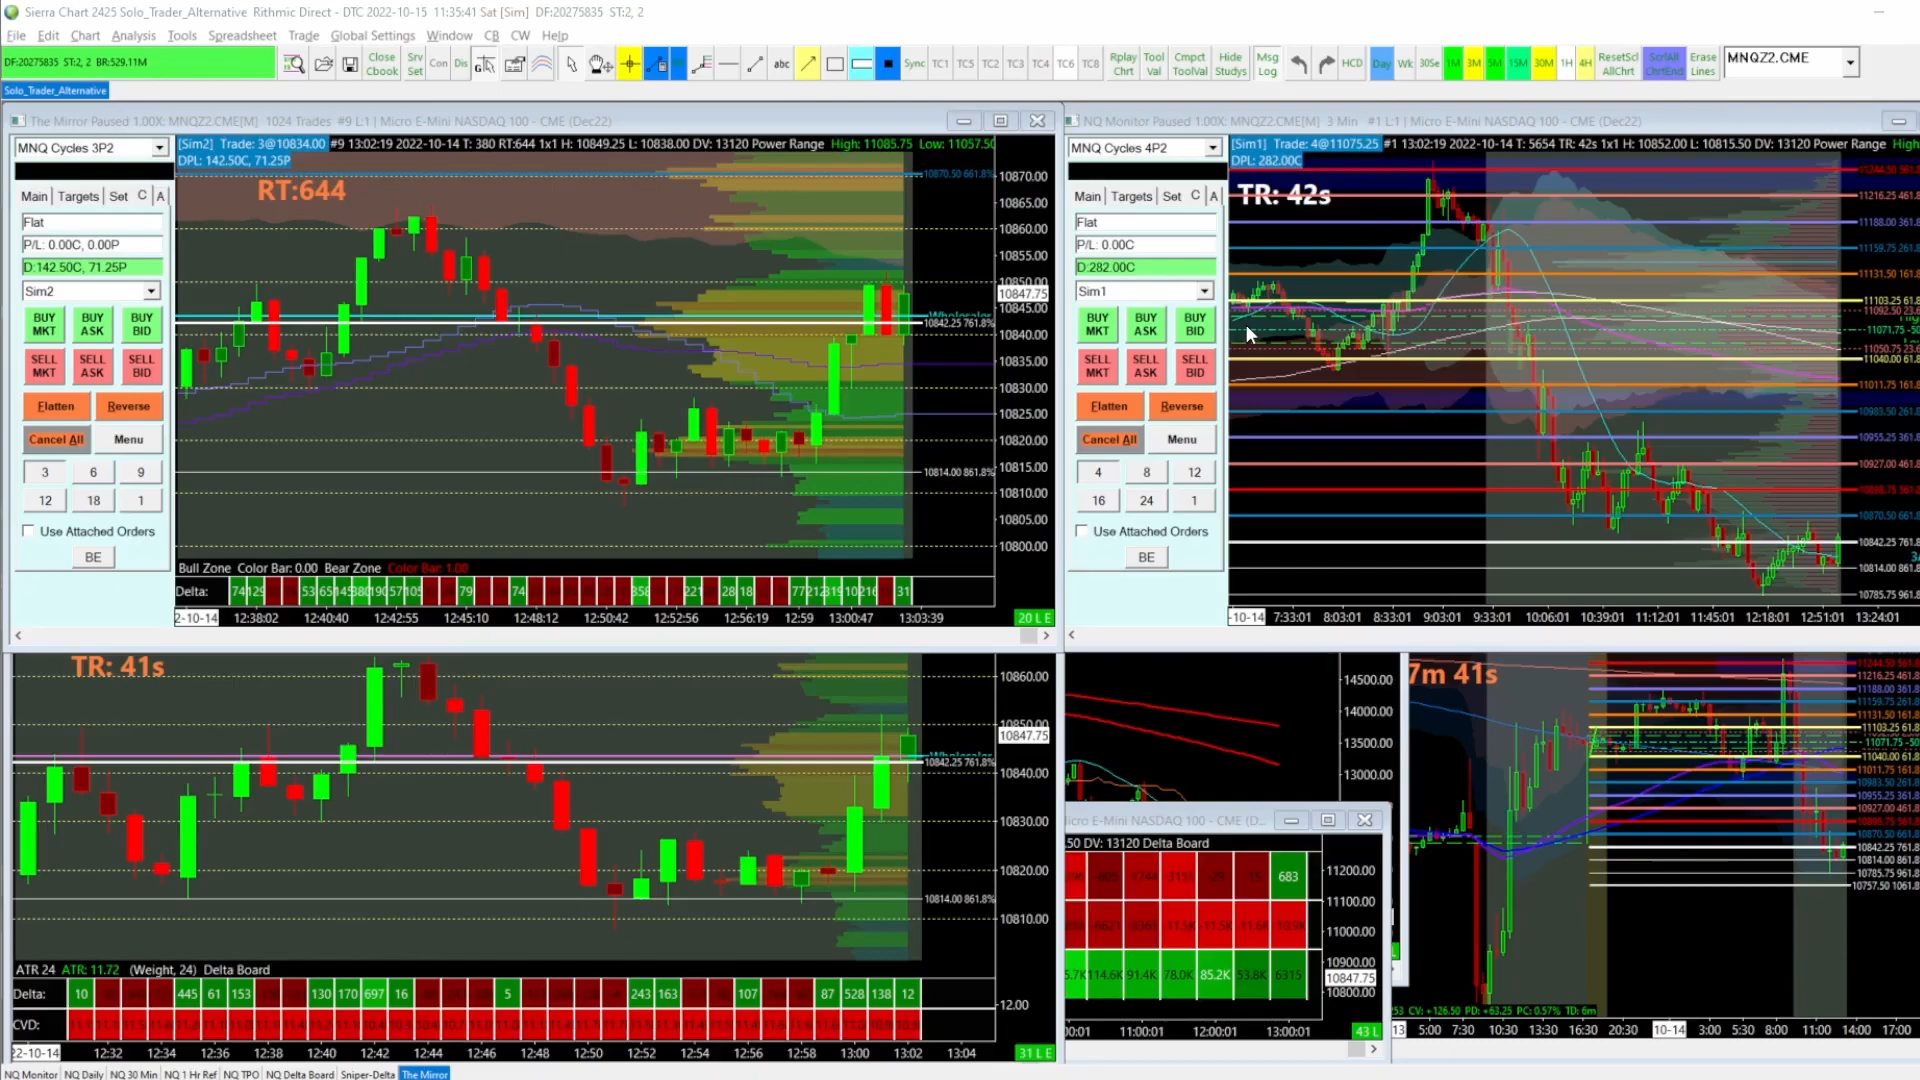 Sierra Chart 2425 Solo_Trader_Alternative Rithmic Direct - DTC 2022-10-15 11:35:41 Sat [Sim] DF:20275835 ST:2, 2
File Edit Chart Analysis Tools Spreadsheet Trade Global Settings Window CB CW Help
DF:20275835 ST:2, 2 BR:529.11M
Close Cbook Srv Set Con Dis abc Sync TC1 TC5 TC2 TC3 TC4 TC6 TC8 Rplay Chrt Tool Val Cmpct ToolVal Hide Studys Msg Log HCD Day Wk 30Se 1M 3M 5M 15M 30M 1H 4H ResetScl AllChrt ScrlAll ChrtEnd Erase Lines MNQZ2.CME
Solo_Trader_Alternative
The Mirror Paused 1.00X: MNQZ2.CME[M] 1024 Trades #9 L:1 | Micro E-Mini NASDAQ 100 - CME (Dec22)
MNQ Cycles 3P2
[Sim2] Trade: 3@10834.00 #9 13:02:19 2022-10-14 T: 380 RT:644 1x1 H: 10849.25 L: 10838.00 DV: 13120 Power Range High: 11085.75 Low: 11057.50
DPL: 142.50C, 71.25P
RT:644
Main Targets Set C A
Flat
P/L: 0.00C, 0.00P
D:142.50C, 71.25P
Sim2
BUY MKT BUY ASK BUY BID
SELL MKT SELL ASK SELL BID
Flatten Reverse
Cancel All Menu
3 6 9
12 18 1
Use Attached Orders
BE
10870.50 661.8%
10842.25 761.8%
10814.00 861.8%
10870.00
10865.00
10860.00
10855.00
10850.00
10847.75
10845.00
10840.00
10835.00
10830.00
10825.00
10820.00
10815.00
10810.00
10805.00
10800.00
Bull Zone Color Bar: 0.00 Bear Zone Color Bar: 1.00
Delta:
2-10-14 12:38:02 12:40:40 12:42:55 12:45:10 12:48:12 12:50:42 12:52:56 12:56:19 12:59 13:00:47 13:03:39
20 L E
NQ Monitor Paused 1.00X: MNQZ2.CME[M] 3 Min #1 L:1 | Micro E-Mini NASDAQ 100 - CME (Dec22)
MNQ Cycles 4P2
[Sim1] Trade: 4@11075.25 #1 13:02:19 2022-10-14 T: 5654 TR: 42s 1x1 H: 10852.00 L: 10815.50 DV: 13120 Power Range High
DPL: 282.00C
TR: 42s
Main Targets Set C A
Flat
P/L: 0.00C
D:282.00C
Sim1
BUY MKT BUY ASK BUY BID
SELL MKT SELL ASK SELL BID
Flatten Reverse
Cancel All Menu
4 8 12
16 24 1
Use Attached Orders
BE
11244.50 561.8
11216.25 461.8
11188.00 361.8
11159.75 261.8
11131.50 161.8
11103.25 61.8
11092.50 23.6
11071.75 -50
11050.75 23.6
11040.00 61.8
11011.75 161.8
10983.50 261.8
10955.25 361.8
10927.00 461.8
10898.75 561.8
10870.50 661.8
10842.25 761.8
10814.00 861.8
10785.75 961.8
-10-14 7:33:01 8:03:01 8:33:01 9:03:01 9:33:01 10:06:01 10:39:01 11:12:01 11:45:01 12:18:01 12:51:01 13:24:01
TR: 41s
10860.00
10850.00
10847.75
10842.25 761.8%
10840.00
10830.00
10820.00
10814.00 861.8%
10810.00
ATR 24 ATR: 11.72 (Weight, 24) Delta Board
Delta: 10 445 61 153 130 170 697 16 5 243 163 107 87 528 138 12
12.00
CVD:
22-10-14 12:32 12:34 12:36 12:38 12:40 12:42 12:44 12:46 12:48 12:50 12:52 12:54 12:56 12:58 13:00 13:02 13:04
31 L E
14500.00
14000.00
13500.00
13000.00
Micro E-Mini NASDAQ 100 - CME (D...
.50 DV: 13120 Delta Board
683
5.7K 114.6K 91.4K 78.0K 85.2K 53.8K 6315
11200.00
11100.00
11000.00
10900.00
10847.75
10800.00
00:01 11:00:01 12:00:01 13:00:01
43 L
7m 41s
11244.50 561.8
11216.25 461.8
11188.00 361.8
11159.75 261.8
11131.50 161.8
11103.25 61.8
11071.75 -50
11040.00 61.8
11011.75 161.8
10983.50 261.8
10955.25 361.8
10927.00 461.8
10898.75 561.8
10870.50 661.8
10842.25 761.8
10814.00 861.8
10785.75 961.8
10757.50 1061.8
CV: +126.50 PD: +63.25 PC: 0.57% TD: 6m
13 5:00 7:30 10:30 13:30 16:30 20:30 10-14 3:00 5:30 8:00 11:00 14:00 17:00
NQ Monitor NQ Daily NQ 30 Min NQ 1 Hr Ref NQ TPO NQ Delta Board Sniper-Delta The Mirror